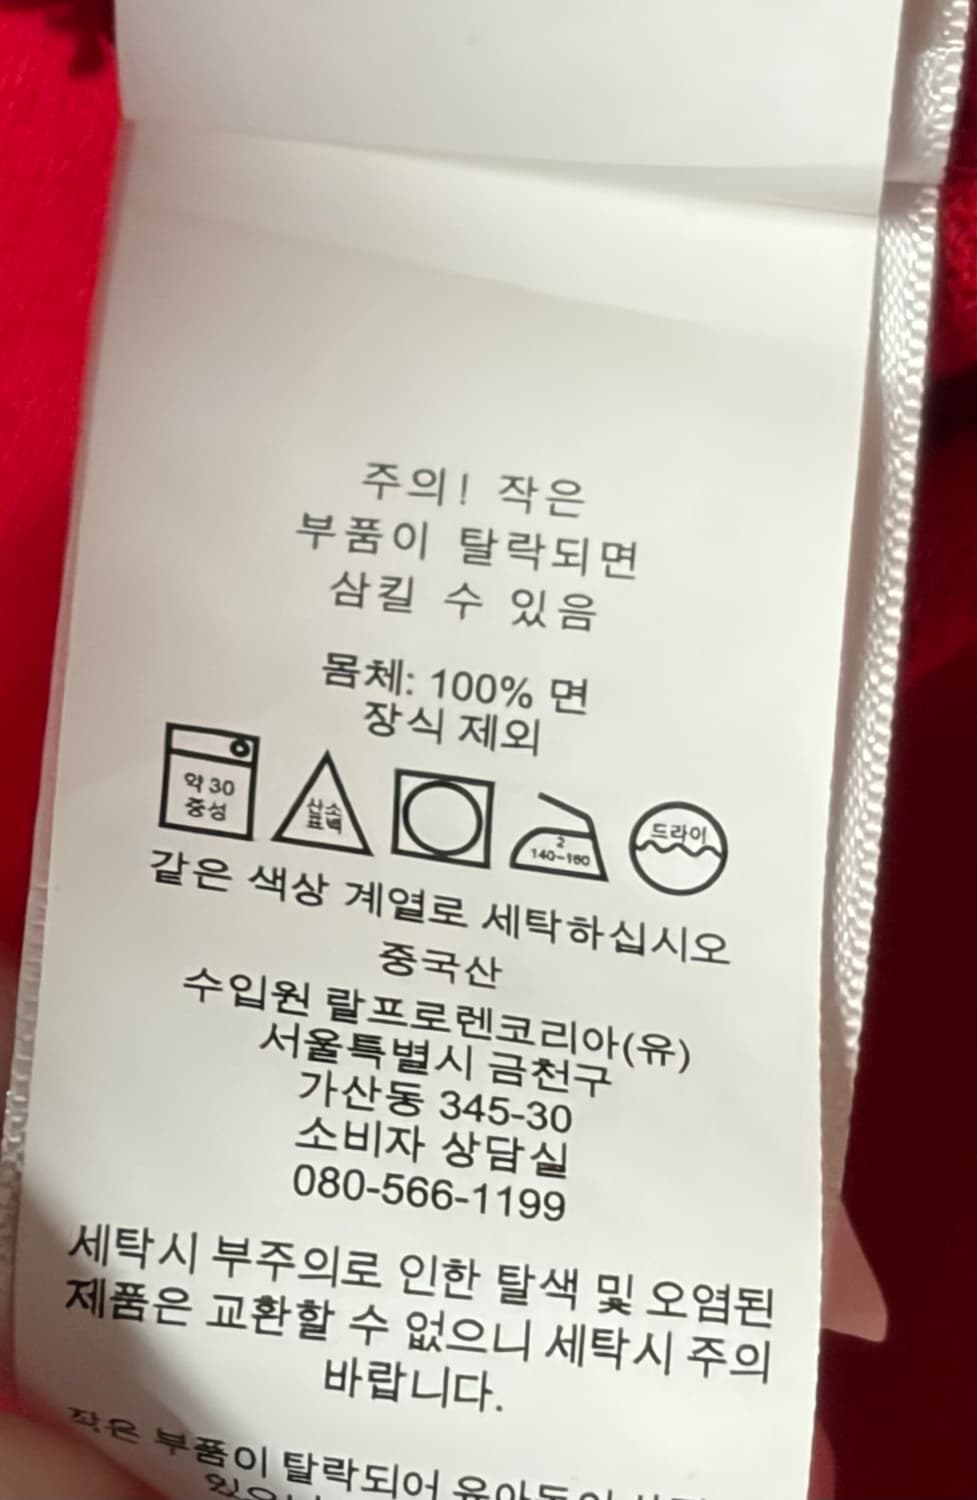 주의! 작은
부품이 탈락되면
삼킬 수 있음
몸체: 100% 면
장식 제외
약 30
중성
산소
표백
2
140~160
드라이
같은 색상 계열로 세탁하십시오
중국산
수입원 랄프로렌코리아(유)
서울특별시 금천구
가산동 345-30
소비자 상담실
080-566-1199
세탁시 부주의로 인한 탈색 및 오염된
제품은 교환할 수 없으니 세탁시 주의
바랍니다.
작은 부품이 탈락되어